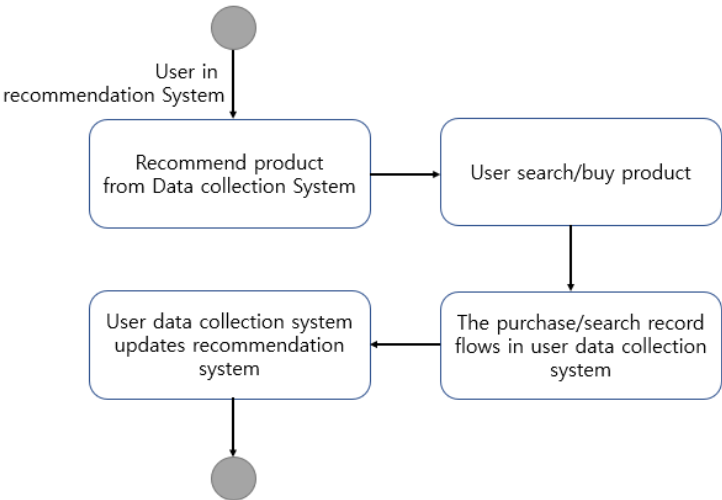 User in
recommendation System
Recommend product
from Data collection System
User search/buy product
The purchase/search record
flows in user data collection
system
User data collection system
updates recommendation
system